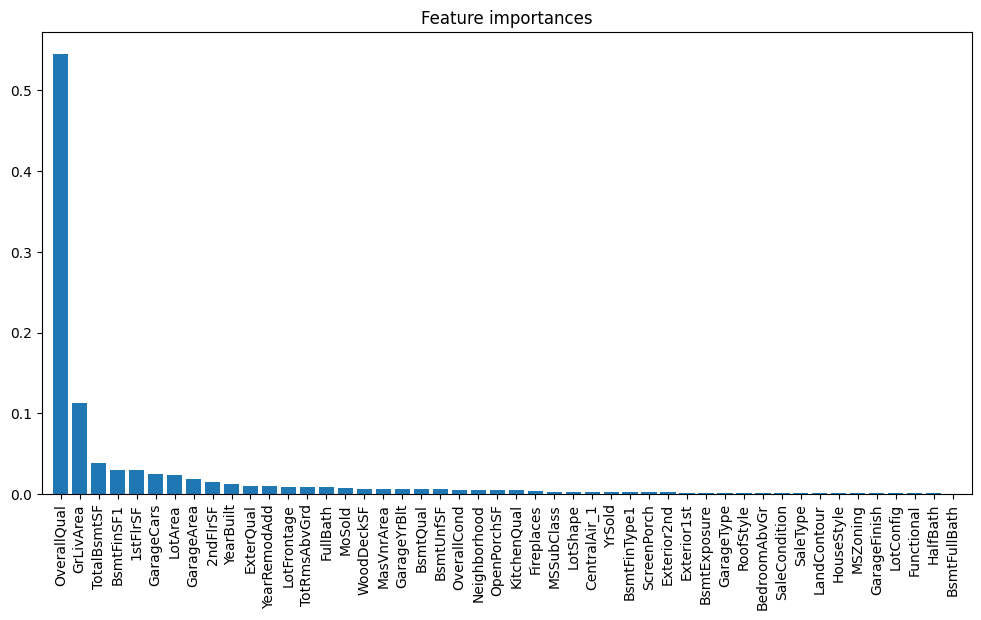 Feature importances
0.5
0.4
0.3
0.2
0.1
0.0
OverallQual
GrLivArea
TotalBsmtSF
BsmtFinSF1
1stFlrSF
GarageCars
LotArea
GarageArea
2ndFlrSF
YearBuilt
ExterQual
YearRemodAdd
LotFrontage
TotRmsAbvGrd
FullBath
MoSold
WoodDeckSF
MasVnrArea
GarageYrBlt
BsmtQual
BsmtUnfSF
OverallCond
Neighborhood
OpenPorchSF
KitchenQual
Fireplaces
MSSubClass
LotShape
CentralAir_1
YrSold
BsmtFinType1
ScreenPorch
Exterior2nd
Exterior1st
BsmtExposure
GarageType
RoofStyle
BedroomAbvGr
SaleCondition
SaleType
LandContour
HouseStyle
MSZoning
GarageFinish
LotConfig
Functional
HalfBath
BsmtFullBath